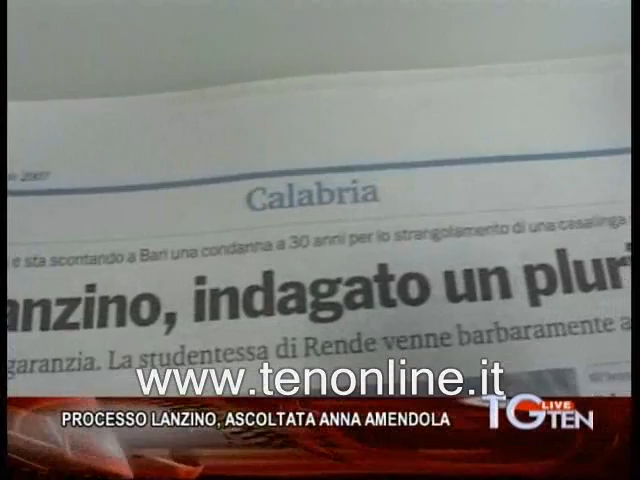 2007
Calabria
è sta scontando a Bari una condanna a 30 anni per lo strangolamento di una casalinga
anzino, indagato un pluri
garanzia. La studentessa di Rende venne barbaramente a
www.tenonline.it
PROCESSO LANZINO, ASCOLTATA ANNA AMENDOLA
TG LIVE TEN